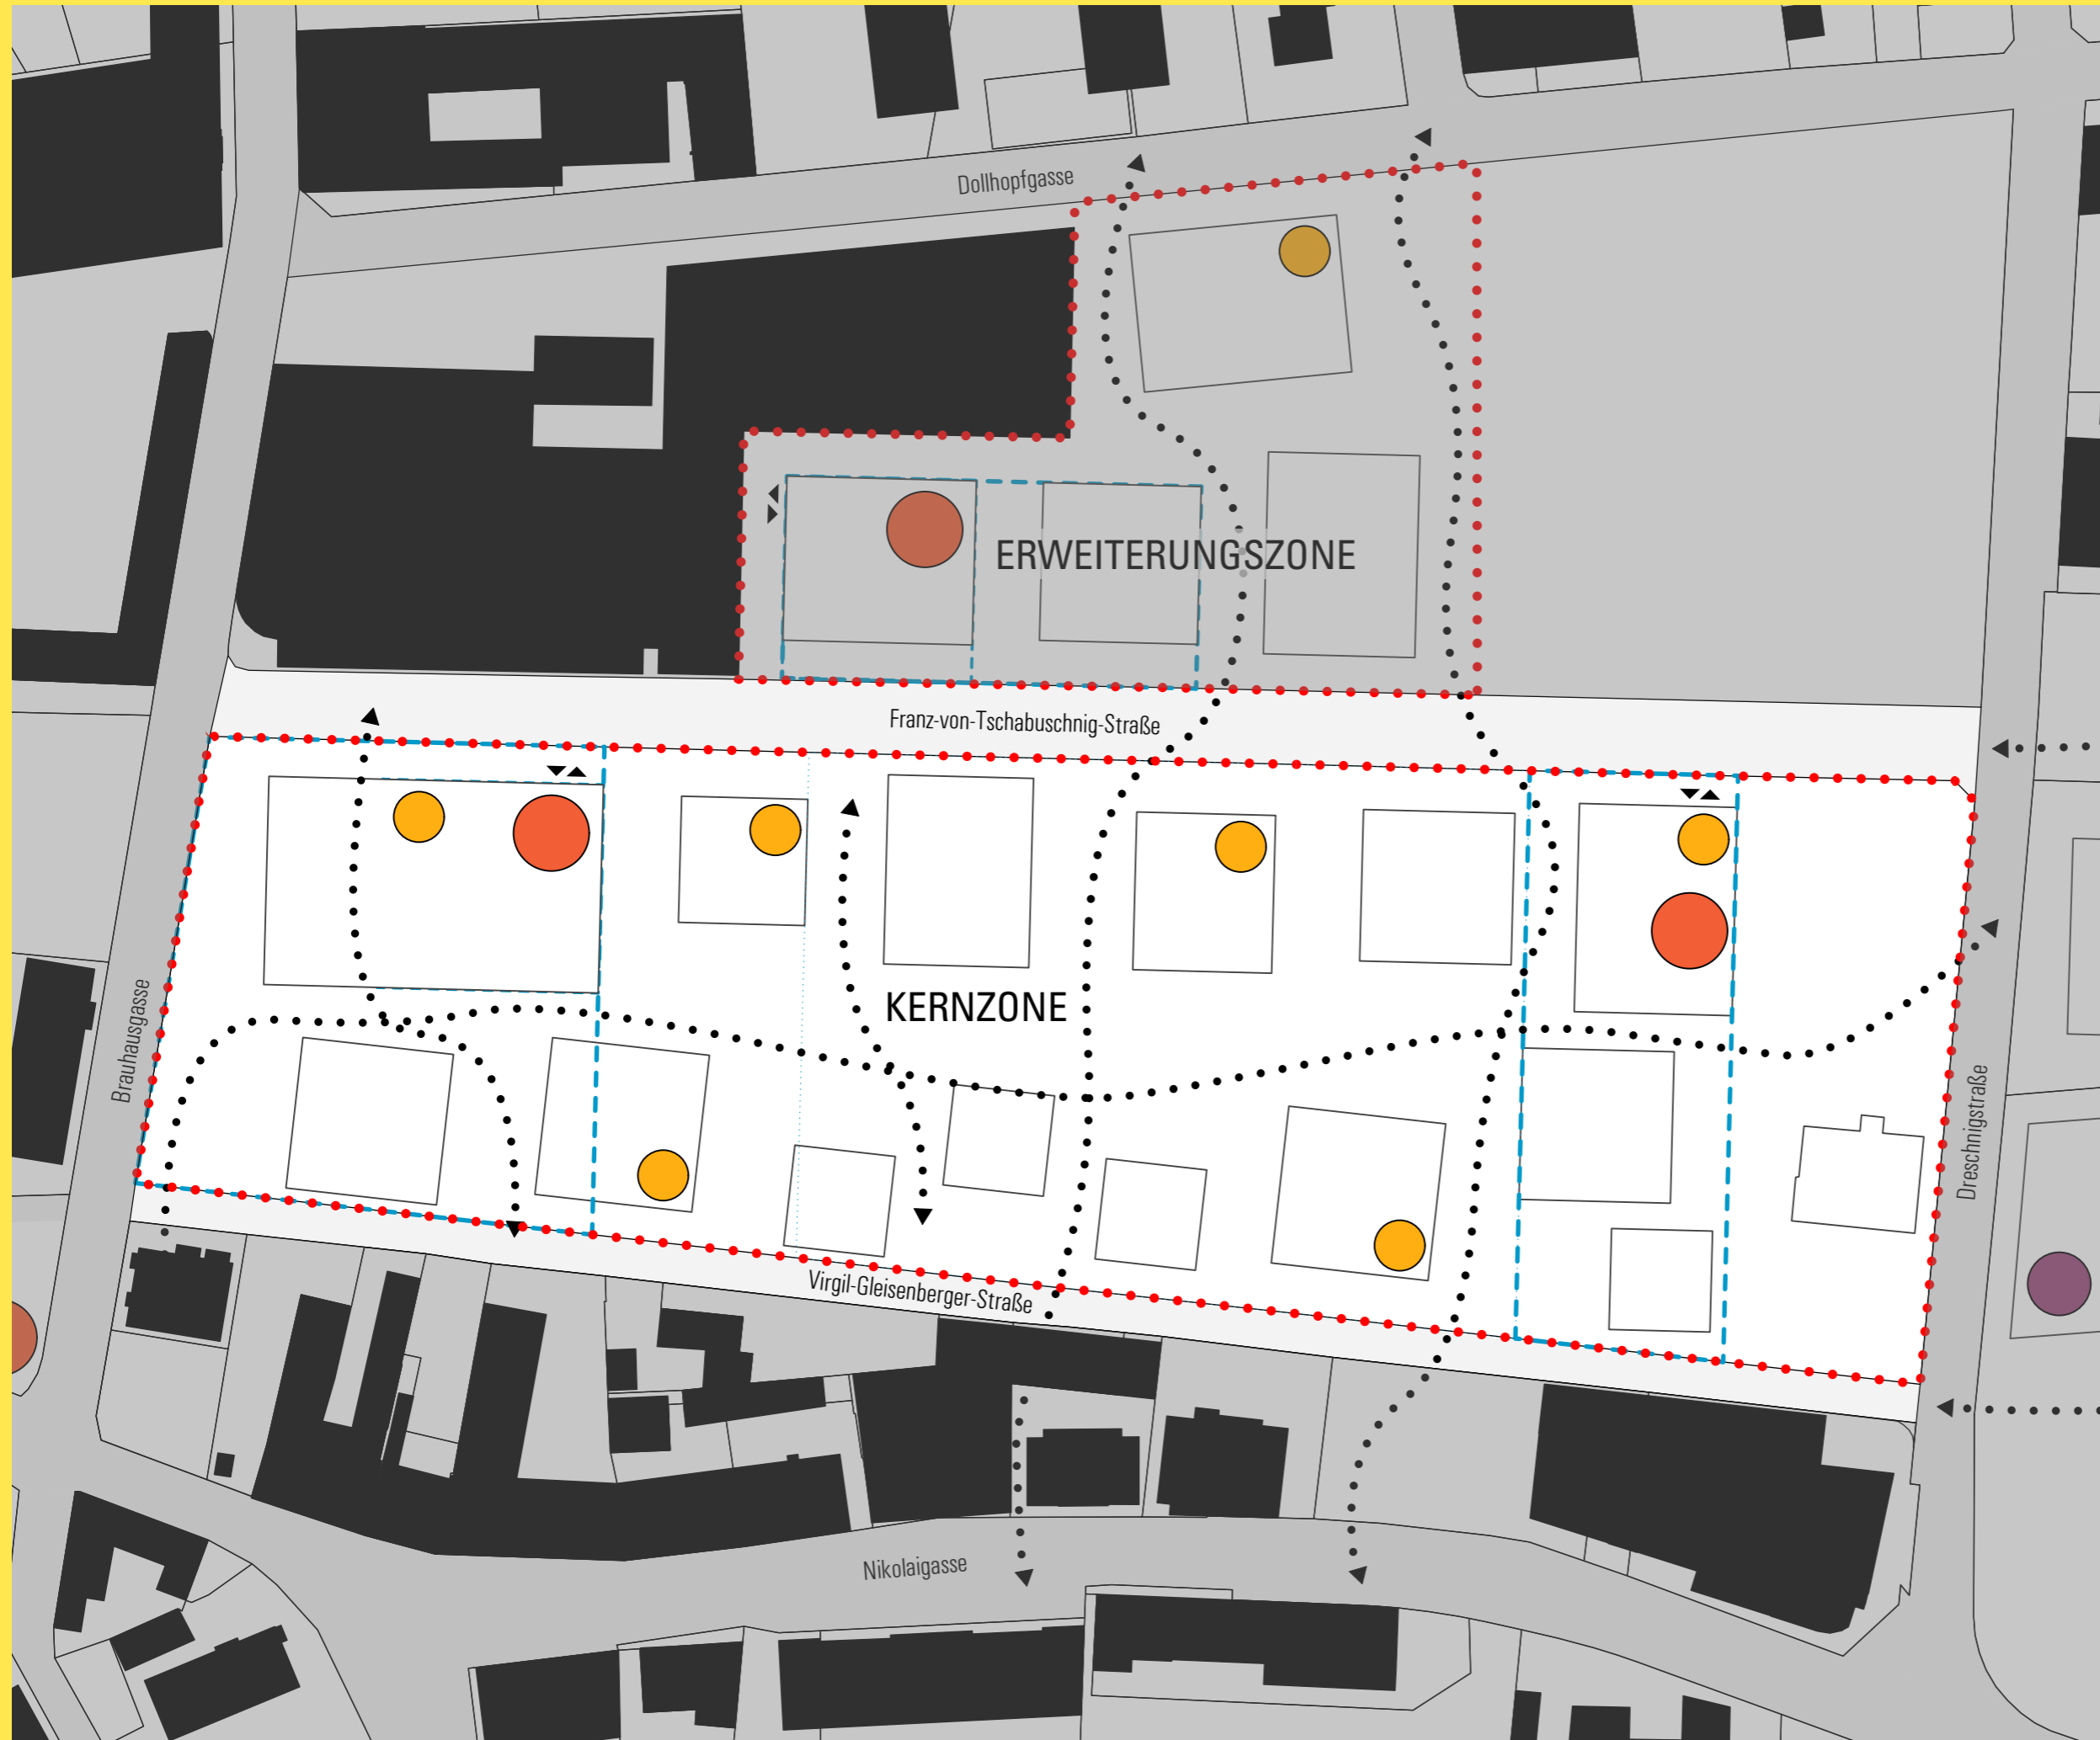 Dollhopfgasse
ERWEITERUNGSZONE
Franz-von-Tschabuschnig-Straße
KERNZONE
Brauhausgasse
Dreschnigstraße
Virgil-Gleisenberger-Straße
Nikolaigasse